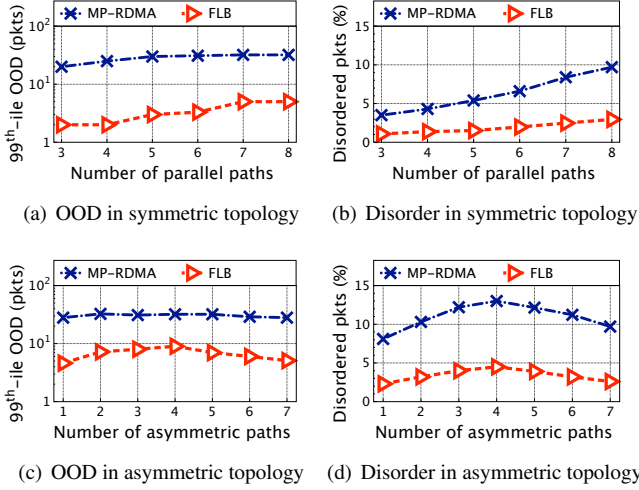 MP-RDMA FLB
99th-ile OOD (pkts)
10²
10¹
1
3 4 5 6 7 8
Number of parallel paths
(a) OOD in symmetric topology
MP-RDMA FLB
Disordered pkts (%)
15
10
5
0
3 4 5 6 7 8
Number of parallel paths
(b) Disorder in symmetric topology
MP-RDMA FLB
99th-ile OOD (pkts)
10²
10¹
1
1 2 3 4 5 6 7
Number of asymmetric paths
(c) OOD in asymmetric topology
MP-RDMA FLB
Disordered pkts (%)
15
10
5
0
1 2 3 4 5 6 7
Number of asymmetric paths
(d) Disorder in asymmetric topology